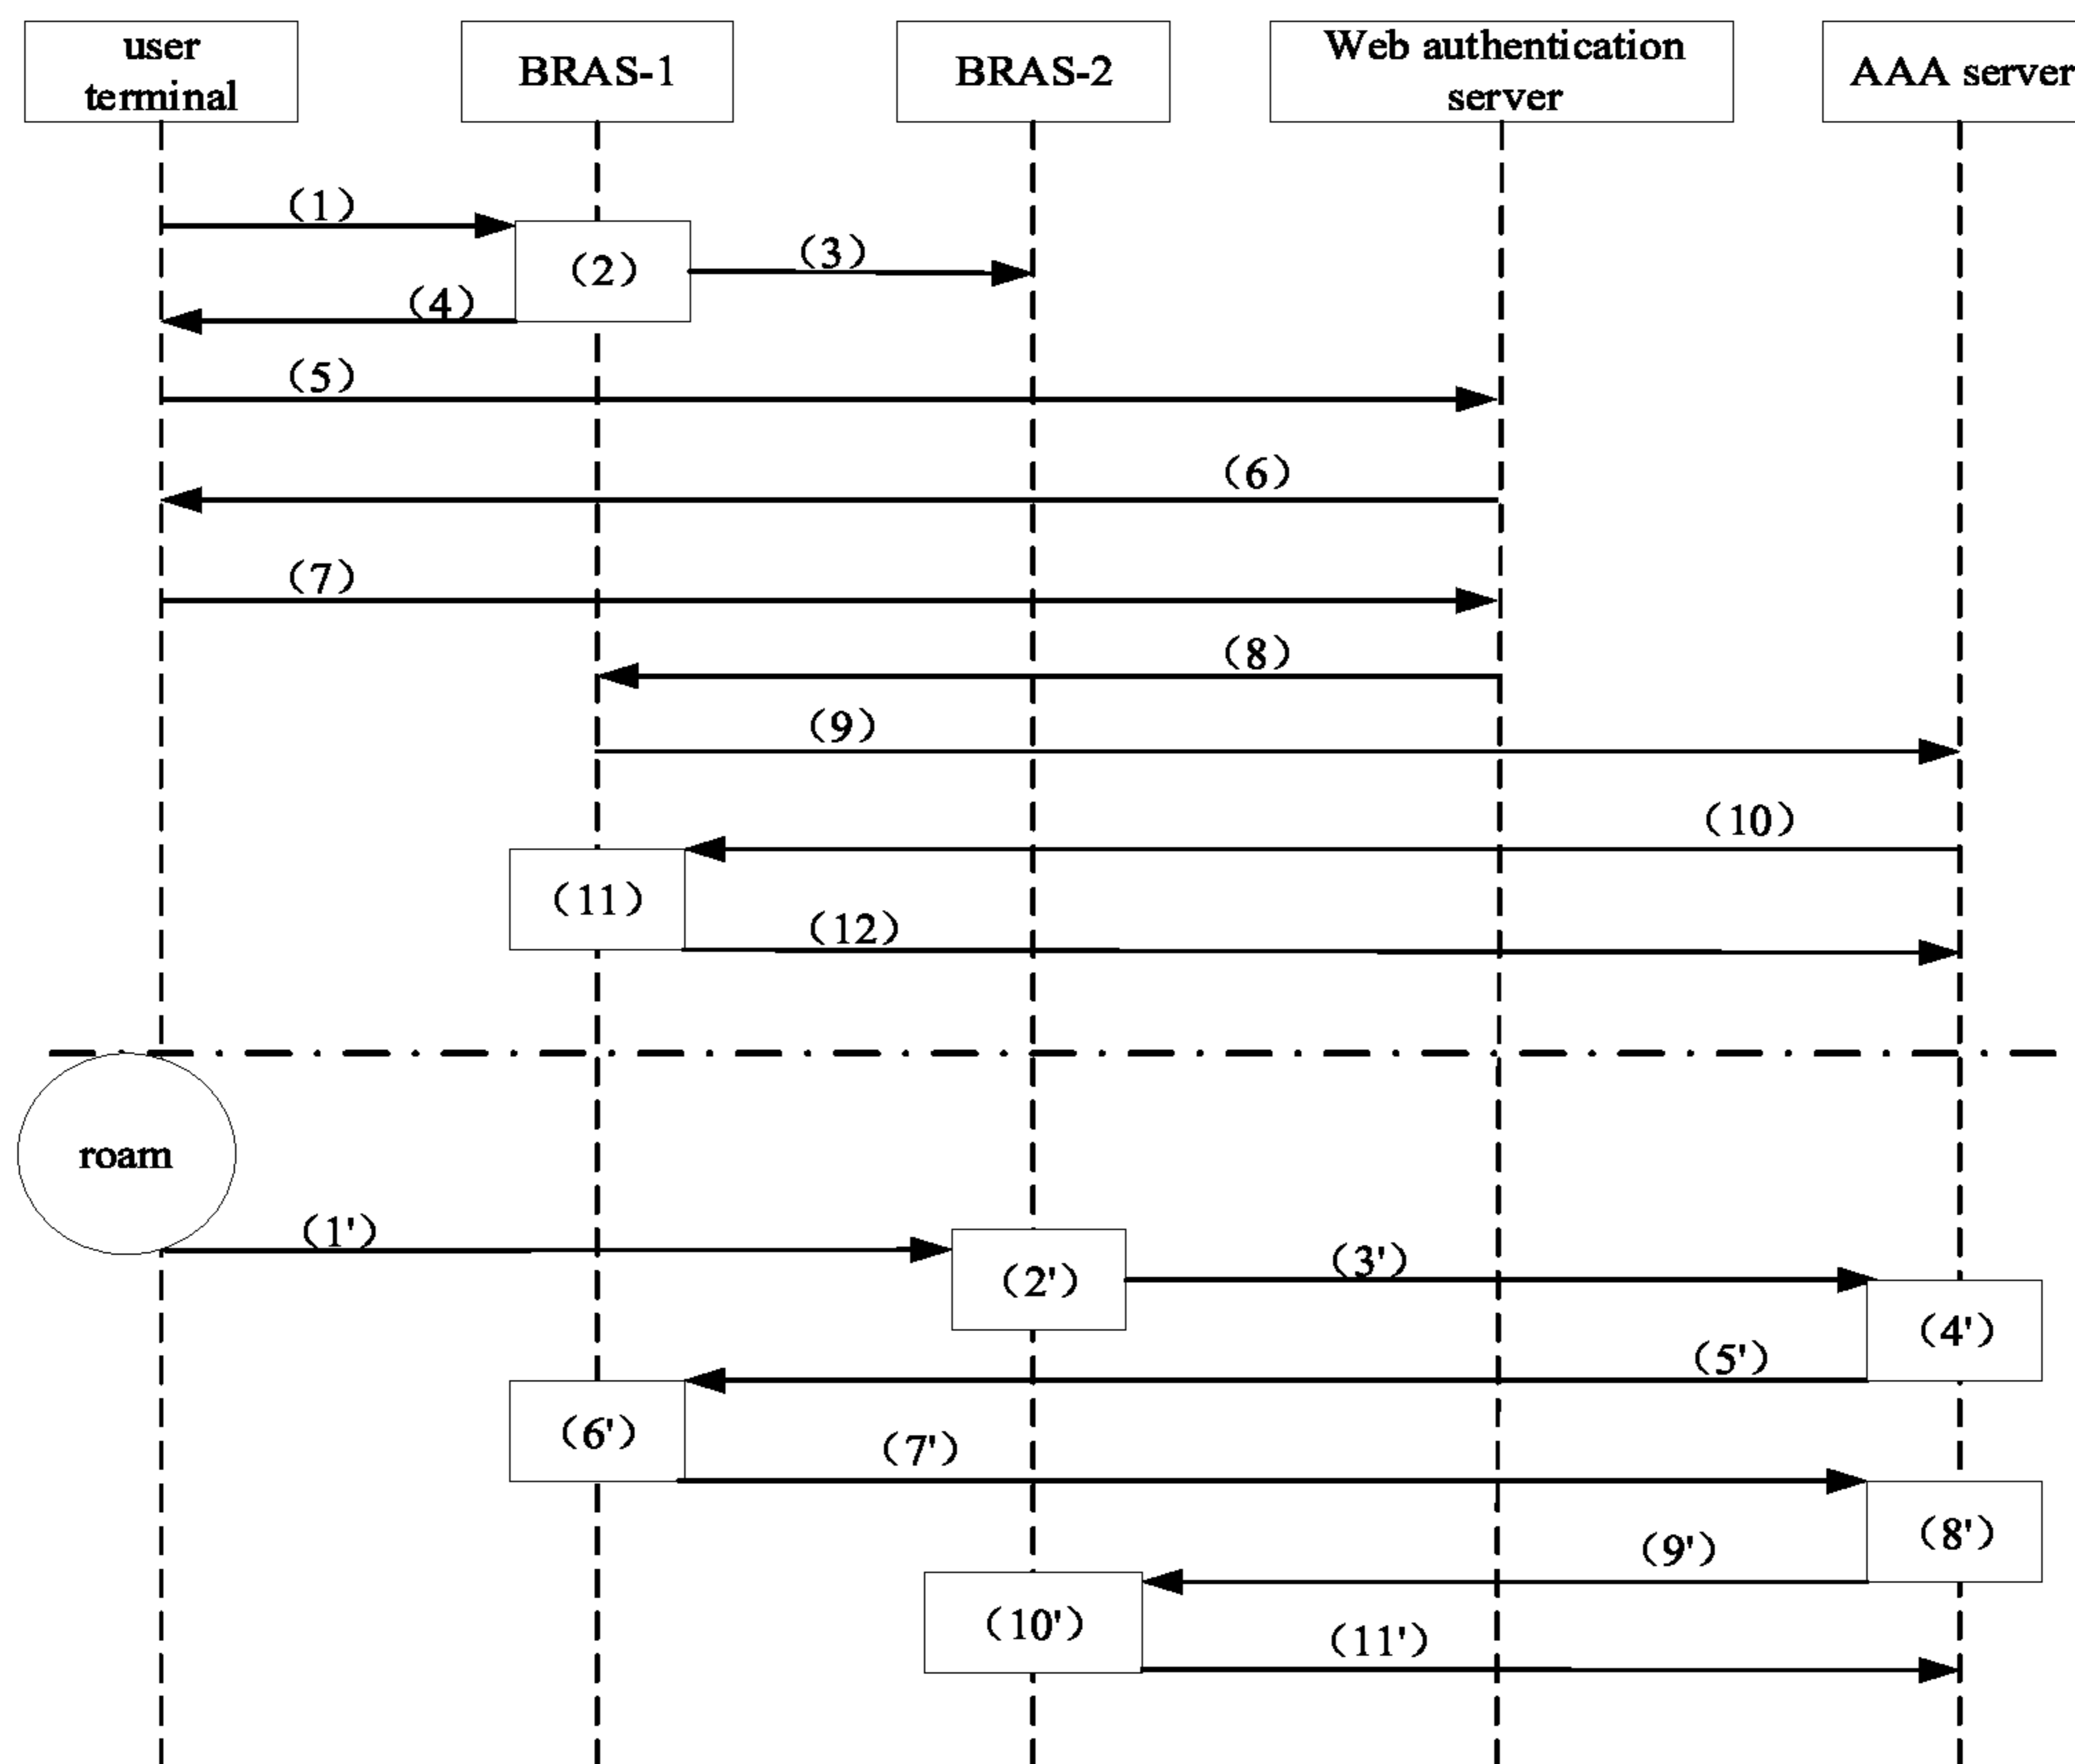 user
terminal
BRAS-1
BRAS-2
Web authentication
server
AAA server
(1)
(2)
(3)
(4)
(5)
(6)
(7)
(8)
(9)
(10)
(11)
(12)
roam
(1')
(2')
(3')
(4')
(5')
(6')
(7')
(8')
(9')
(10')
(11')